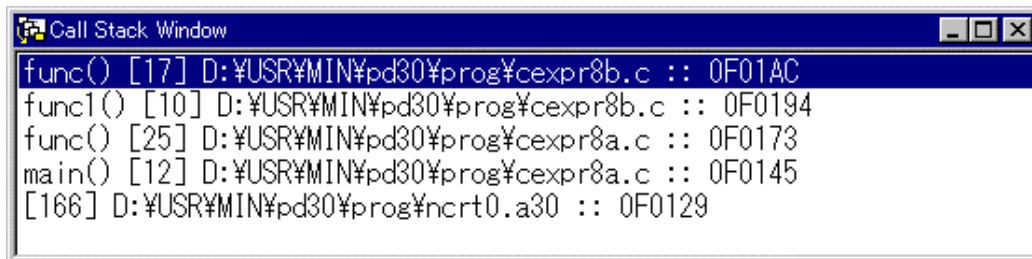 Call Stack Window
func() [17] D:¥USR¥MIN¥pd30¥prog¥cexpr8b.c :: 0F01AC
func1() [10] D:¥USR¥MIN¥pd30¥prog¥cexpr8b.c :: 0F0194
func() [25] D:¥USR¥MIN¥pd30¥prog¥cexpr8a.c :: 0F0173
main() [12] D:¥USR¥MIN¥pd30¥prog¥cexpr8a.c :: 0F0145
[166] D:¥USR¥MIN¥pd30¥prog¥ncrt0.a30 :: 0F0129